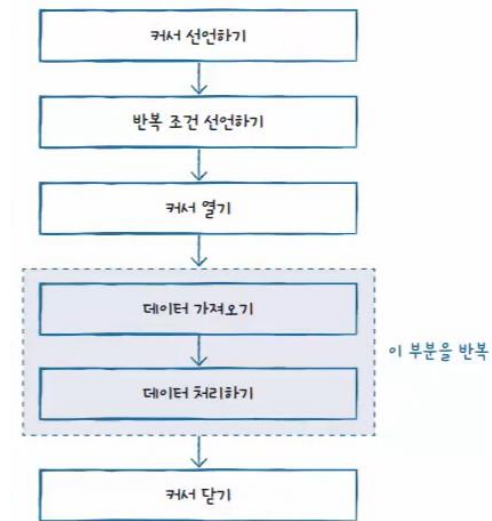 커서 선언하기
반복 조건 선언하기
커서 열기
데이터 가져오기
이 부분을 반복
데이터 처리하기
커서 닫기